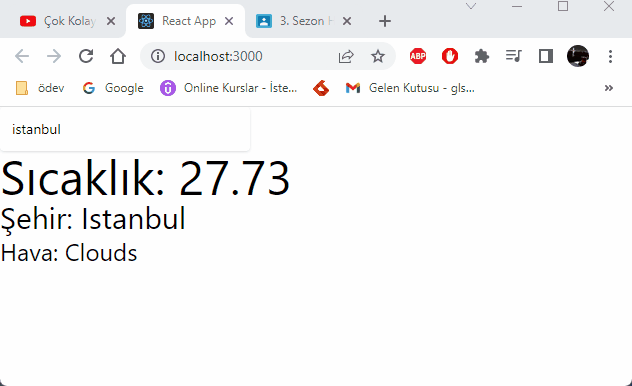 Çok Kolay
React App
3. Sezon
localhost:3000
ABP
ödev
Google
Online Kurslar - İste...
Gelen Kutusu - gls...
istanbul
Sıcaklık: 27.73
Şehir: Istanbul
Hava: Clouds